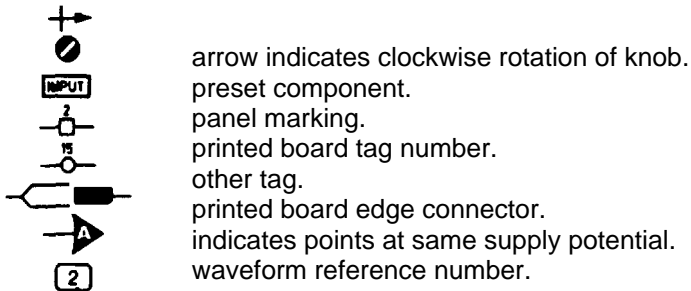 arrow indicates clockwise rotation of knob.
preset component.
INPUT
panel marking.
2
printed board tag number.
15
other tag.
printed board edge connector.
A
indicates points at same supply potential.
2
waveform reference number.